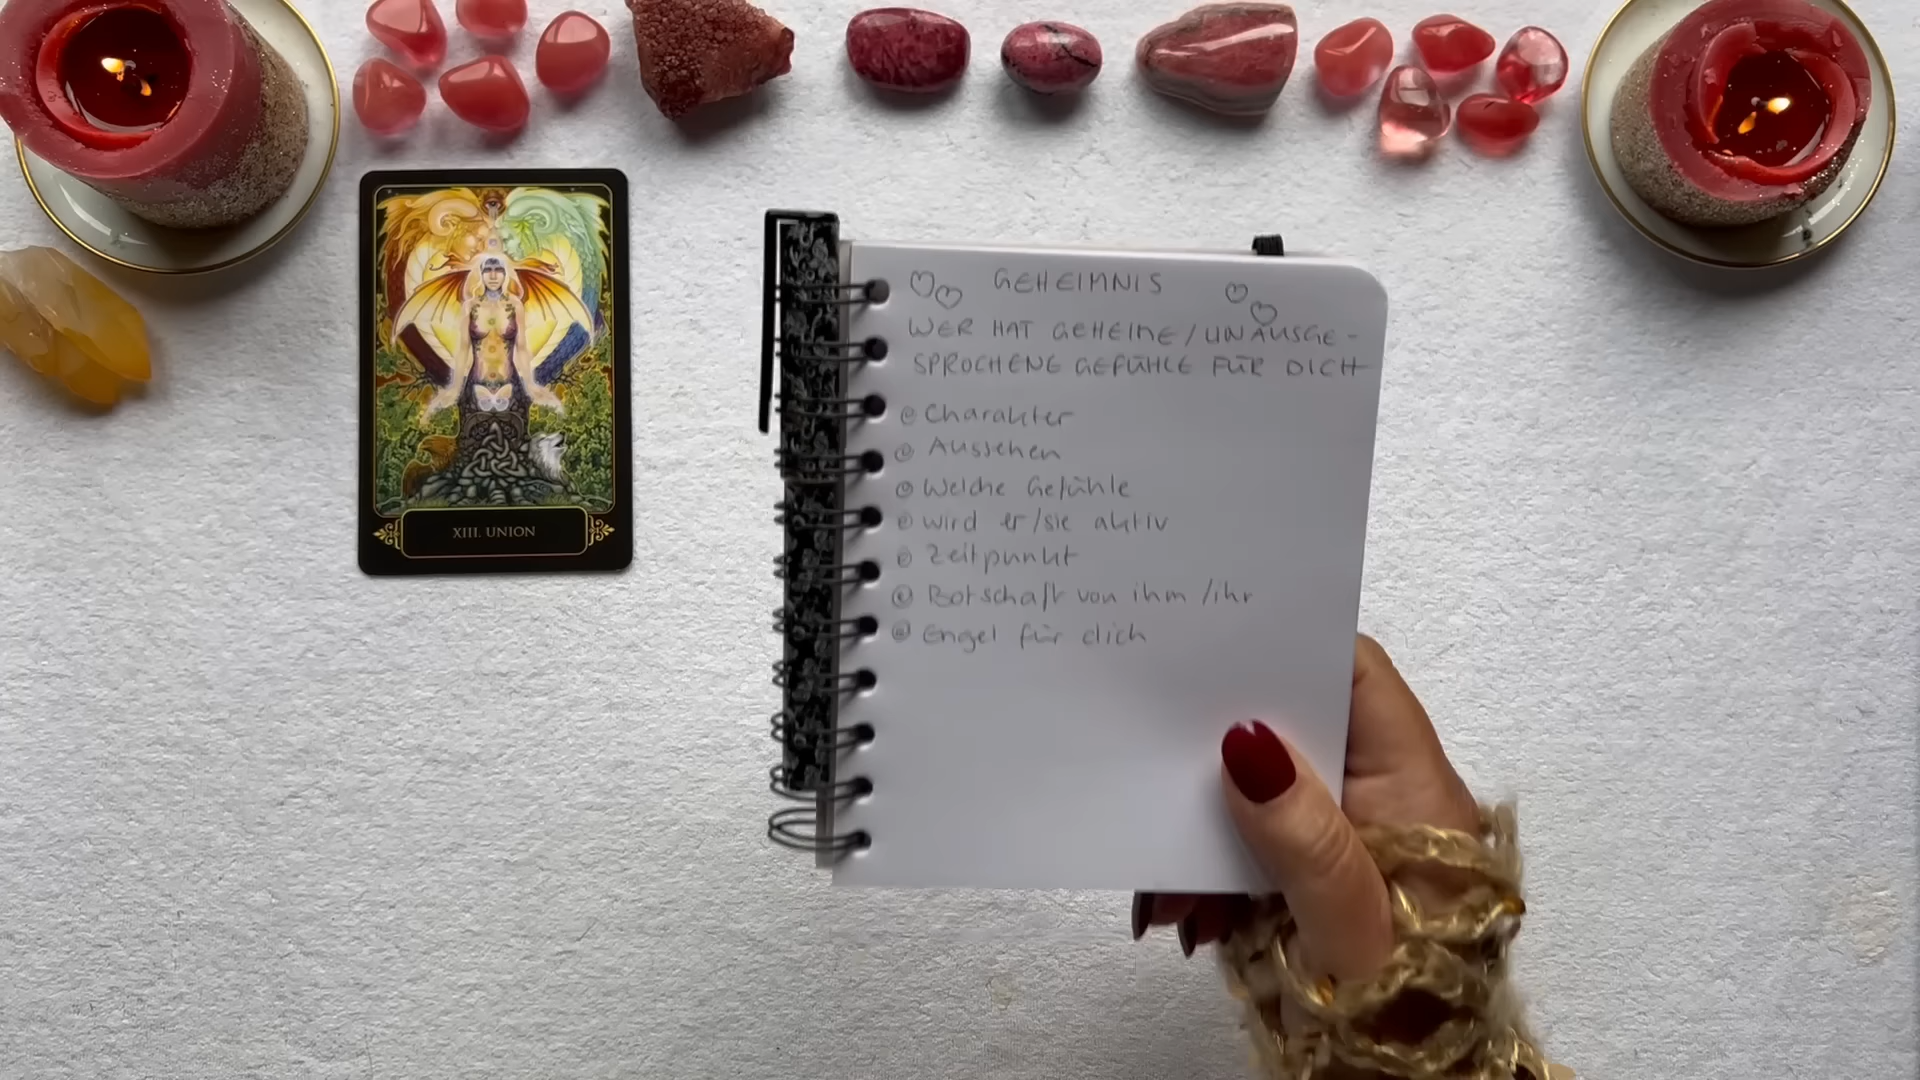 XIII. UNION
GEHEIMNIS
WER HAT GEHEIME/UNAUSGE-
SPROCHENE GEFÜHLE FÜR DICH
Charakter
Aussehen
Welche Gefühle
wird er/sie aktiv
Zeitpunkt
Botschaft von ihm/ihr
Engel für dich